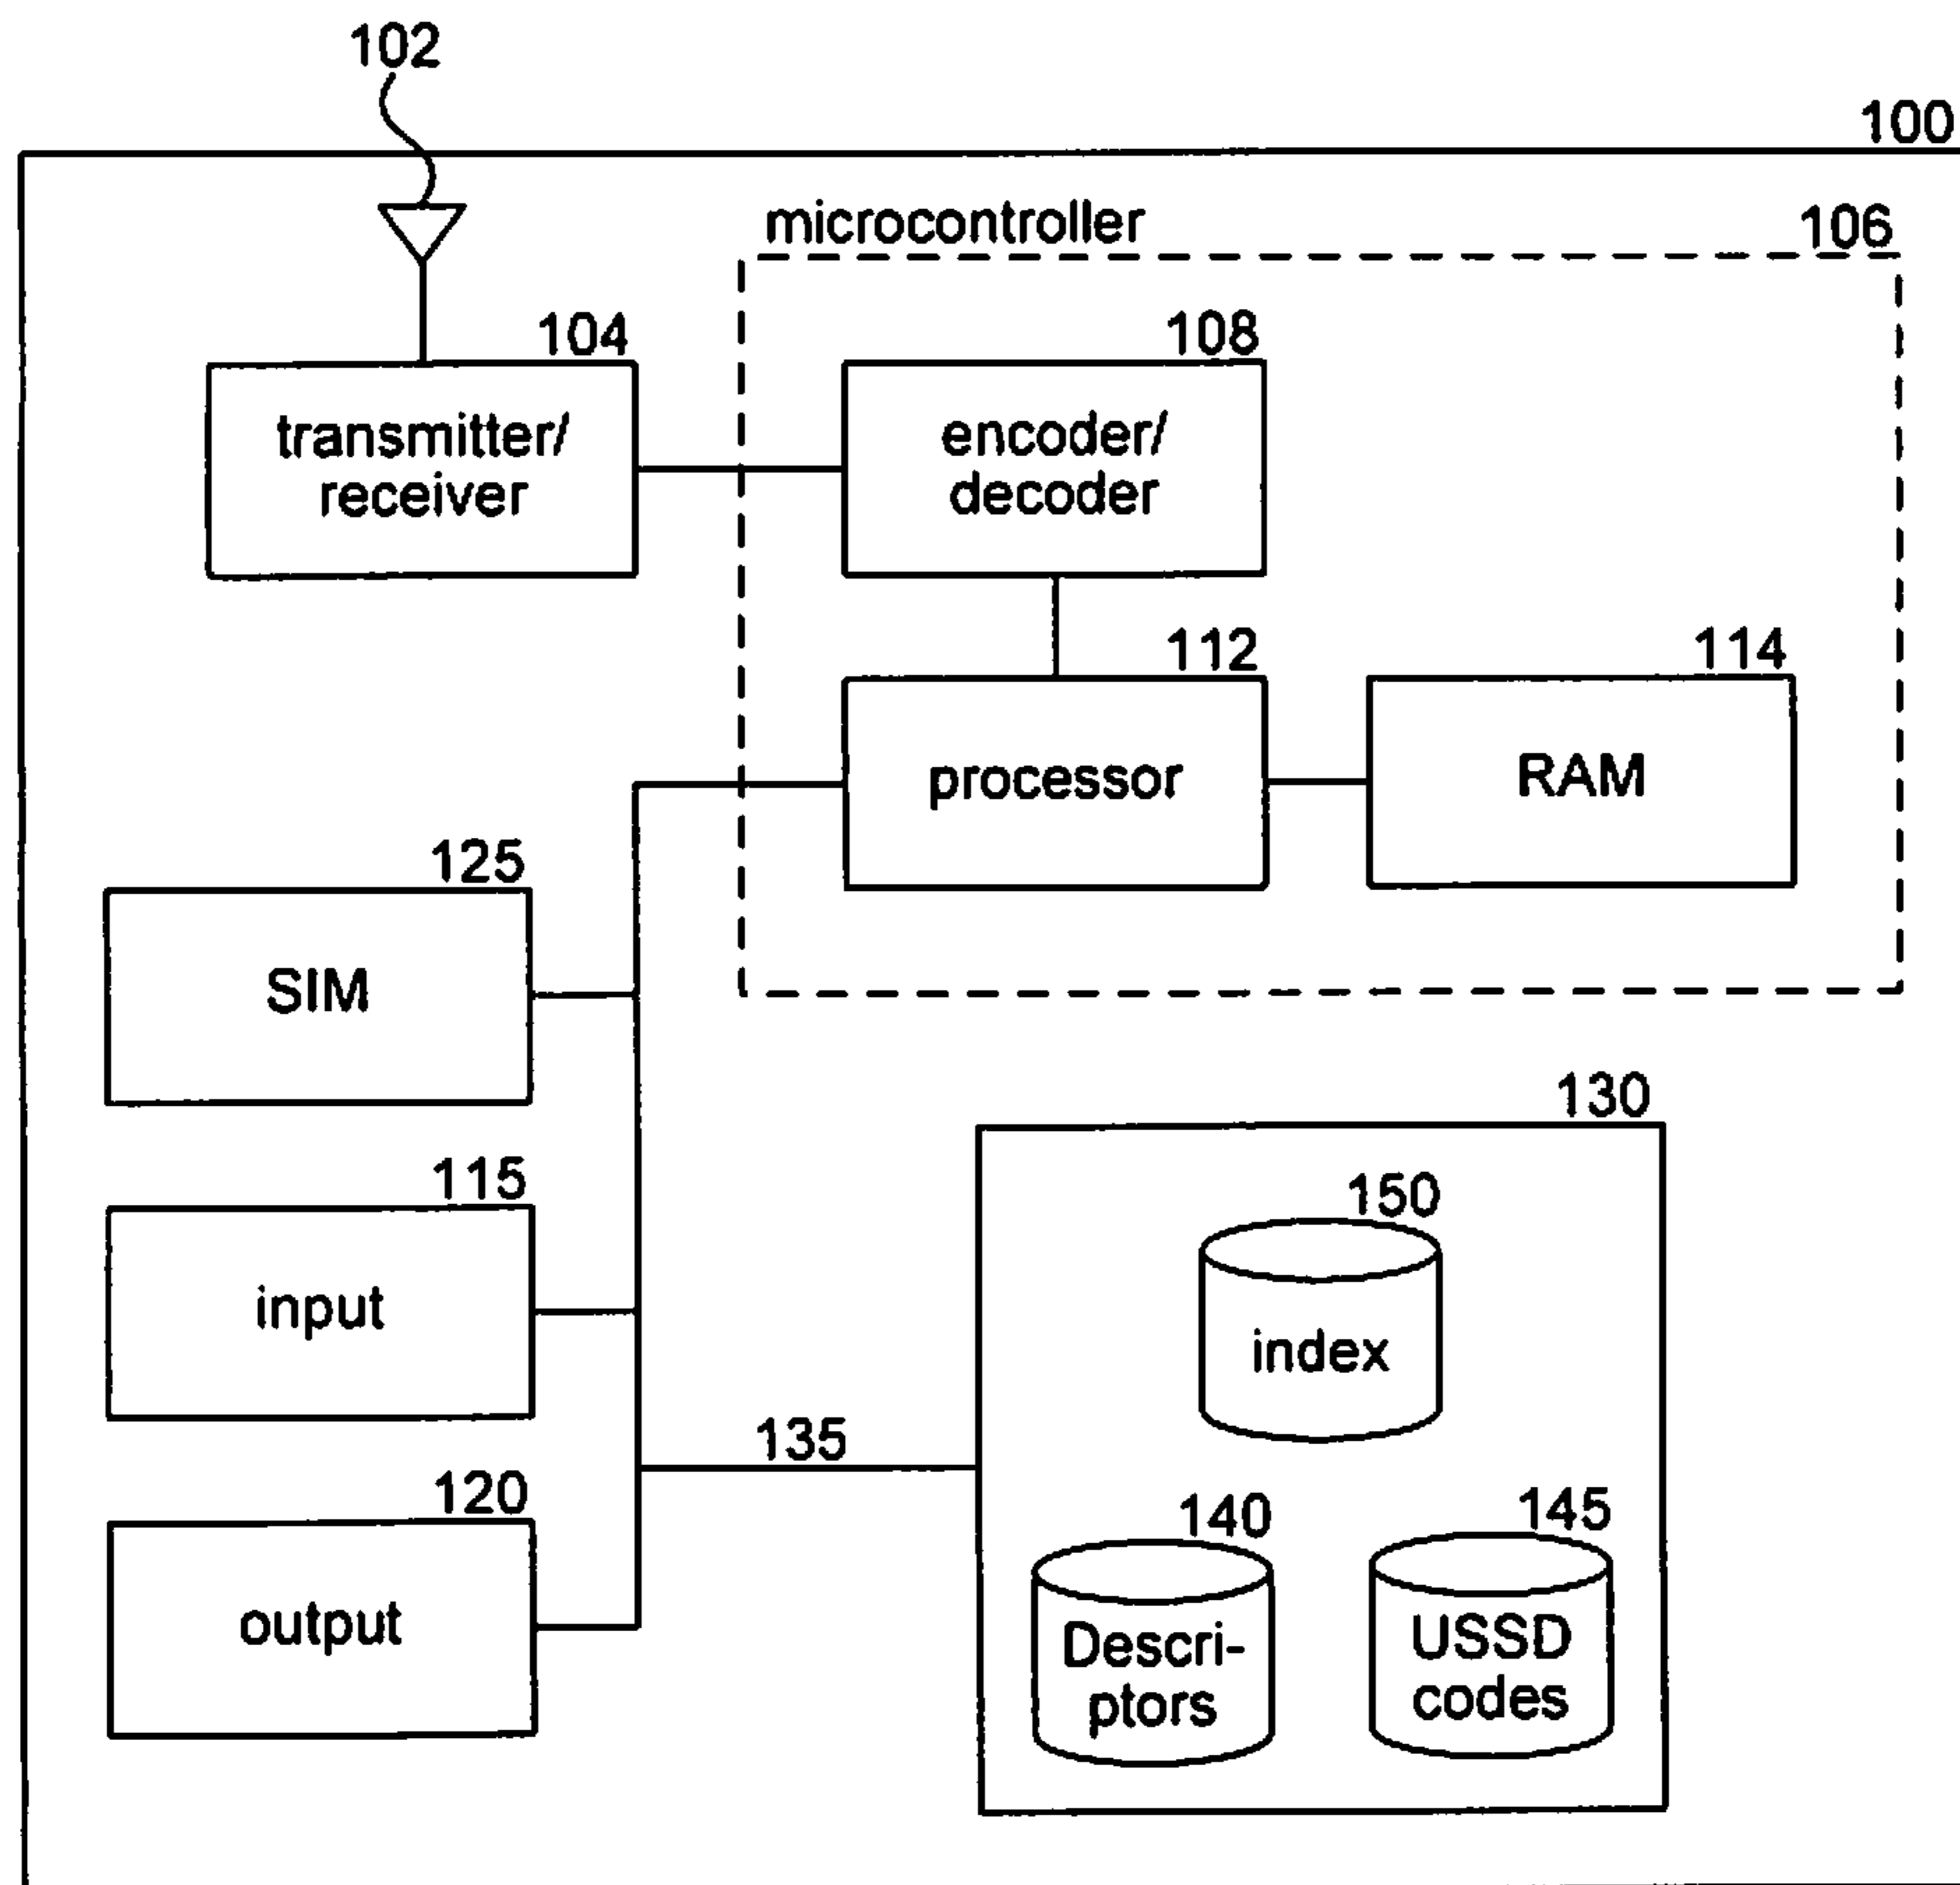 102
100
microcontroller
106
104
108
transmitter/
receiver
encoder/
decoder
112
114
processor
RAM
125
SIM
130
115
150
input
index
135
120
140
145
output
Descri-
ptors
USSD
codes